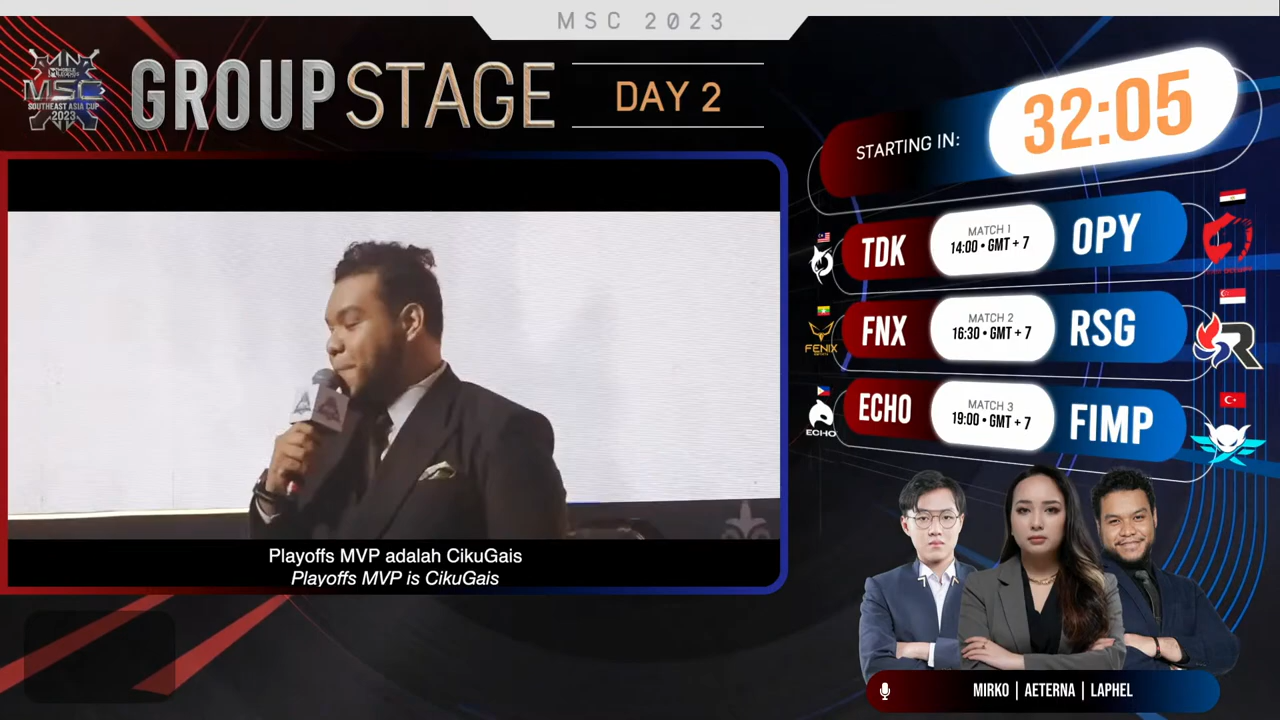 MSC 2023
MSC
SOUTHEAST ASIA CUP
2023
GROUP STAGE
DAY 2
STARTING IN:
32:05
TDK
MATCH 1
14:00 • GMT + 7
OPY
FNX
MATCH 2
16:30 • GMT + 7
RSG
FENIX
ECHO
MATCH 3
19:00 • GMT + 7
FIMP
ECHO
Playoffs MVP adalah CikuGais
Playoffs MVP is CikuGais
MIRKO | AETERNA | LAPHEL